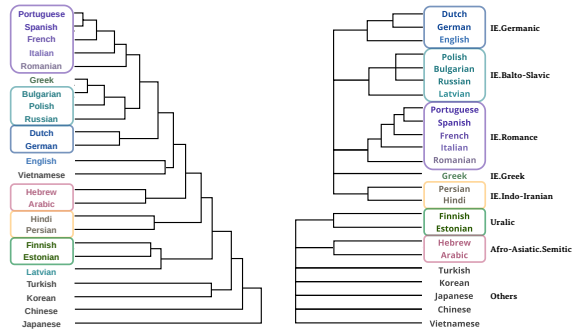 Portuguese
Spanish
French
Italian
Romanian
Greek
Bulgarian
Polish
Russian
Dutch
German
English
Vietnamese
Hebrew
Arabic
Hindi
Persian
Finnish
Estonian
Latvian
Turkish
Korean
Chinese
Japanese
Dutch
German IE.Germanic
English
Polish
Bulgarian IE.Balto-Slavic
Russian
Latvian
Portuguese
Spanish
French IE.Romance
Italian
Romanian
Greek IE.Greek
Persian IE.Indo-Iranian
Hindi
Finnish Uralic
Estonian
Hebrew Afro-Asiatic.Semitic
Arabic
Turkish
Korean
Japanese Others
Chinese
Vietnamese